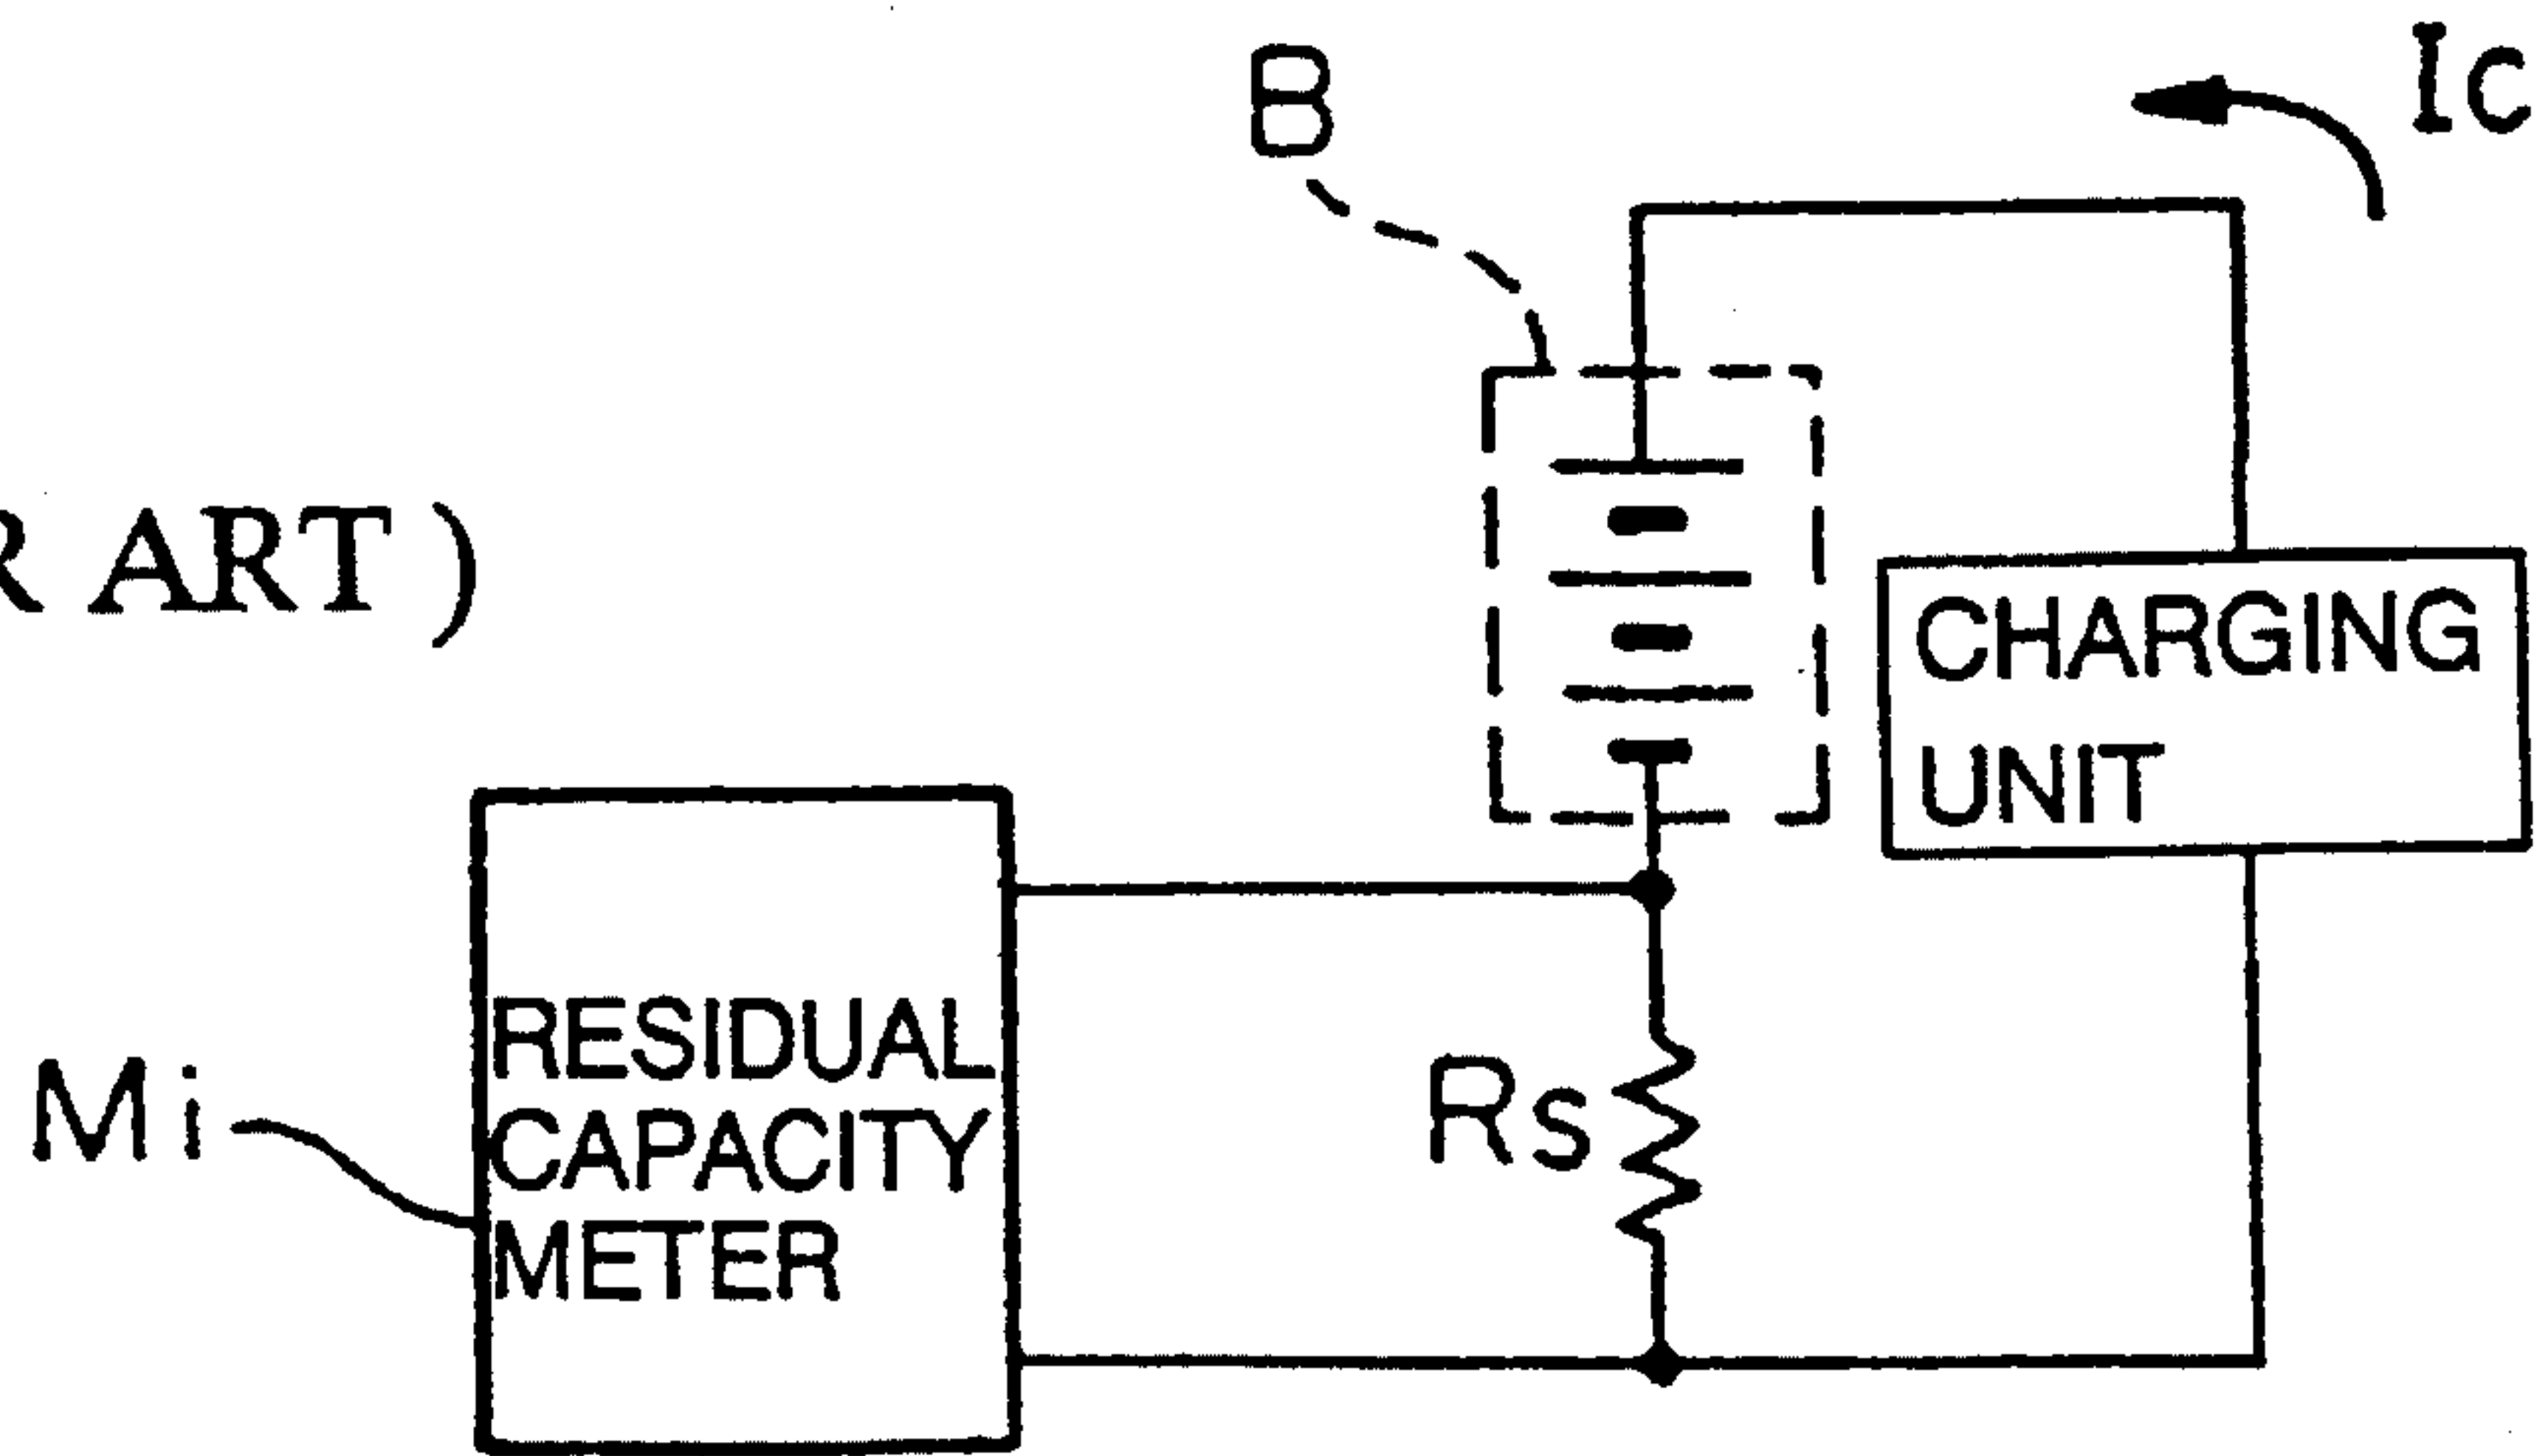 B
Ic
ART)
CHARGING
UNIT
RESIDUAL
CAPACITY
METER
Mi
Rs